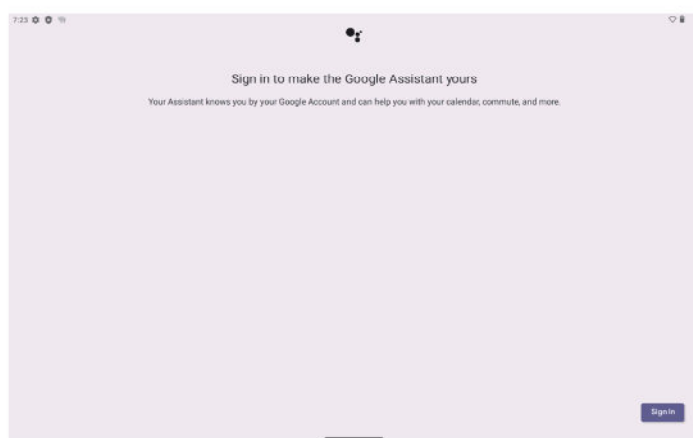 7:23
Sign in to make the Google Assistant yours
Your Assistant knows you by your Google Account and can help you with your calendar, commute, and more.
Sign in